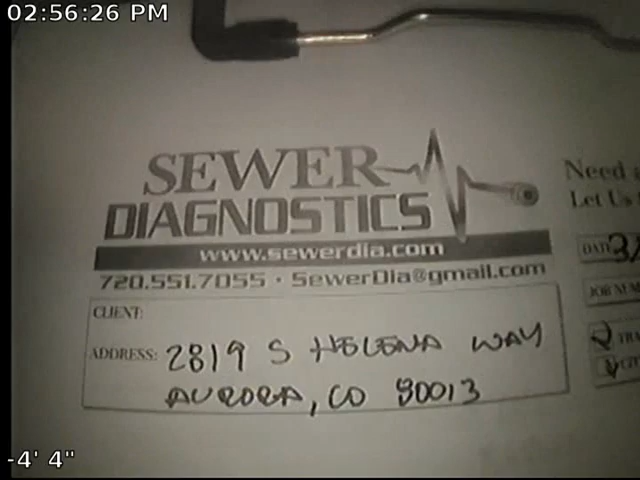 02:56:26 PM
SEWER
DIAGNOSTICS
www.sewerdia.com
720.551.7055 · SewerDia@gmail.com
Need
Let Us
DATE
JOB NUM
CLIENT:
ADDRESS: 2819 S HELENA WAY
AURORA, CO 80013
-4' 4"